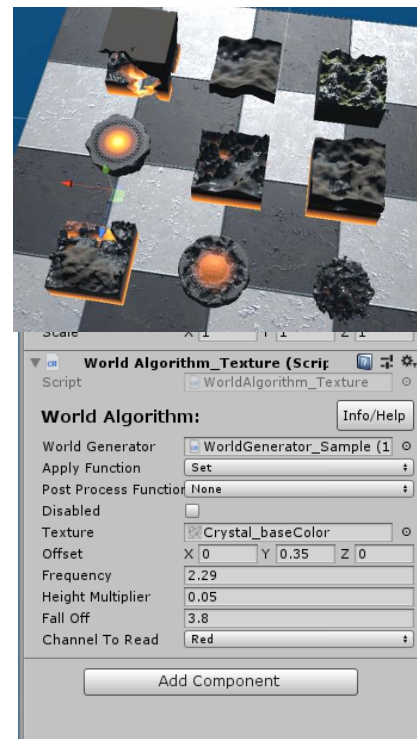 Scale X 1 Y 1 Z 1
World Algorithm_Texture (Scrip
Script WorldAlgorithm_Texture
World Algorithm: Info/Help
World Generator WorldGenerator_Sample (1
Apply Function Set
Post Process Function None
Disabled
Texture Crystal_baseColor
Offset X 0 Y 0.35 Z 0
Frequency 2.29
Height Multiplier 0.05
Fall Off 3.8
Channel To Read Red
Add Component